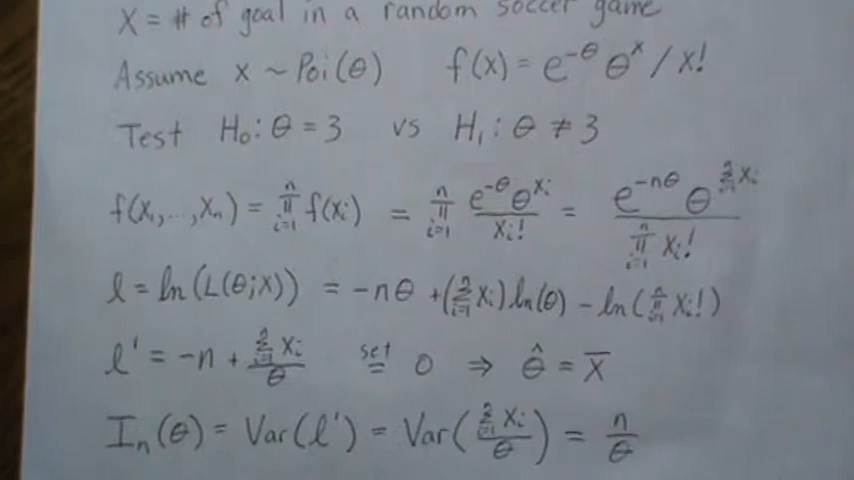 X = # of goal in a random soccer game
Assume X ~ Poi(θ) f(x) = e^{-θ} θ^x / x!
Test H₀: θ = 3 vs H₁: θ ≠ 3
f(x₁,...,xₙ) = ∏_{i=1}^{n} f(xᵢ) = ∏_{i=1}^{n} e^{-θ} θ^{xᵢ} / xᵢ! = e^{-nθ} θ^{Σ_{i=1}^{n} xᵢ} / ∏_{i=1}^{n} xᵢ!
l = ln(L(θ;x)) = -nθ + (Σ_{i=1}^{n} xᵢ) ln(θ) - ln(∏_{i=1}^{n} xᵢ!)
l' = -n + Σ_{i=1}^{n} xᵢ / θ set = 0 ⇒ θ̂ = X̄
Iₙ(θ) = Var(l') = Var(Σ_{i=1}^{n} xᵢ / θ) = n/θ